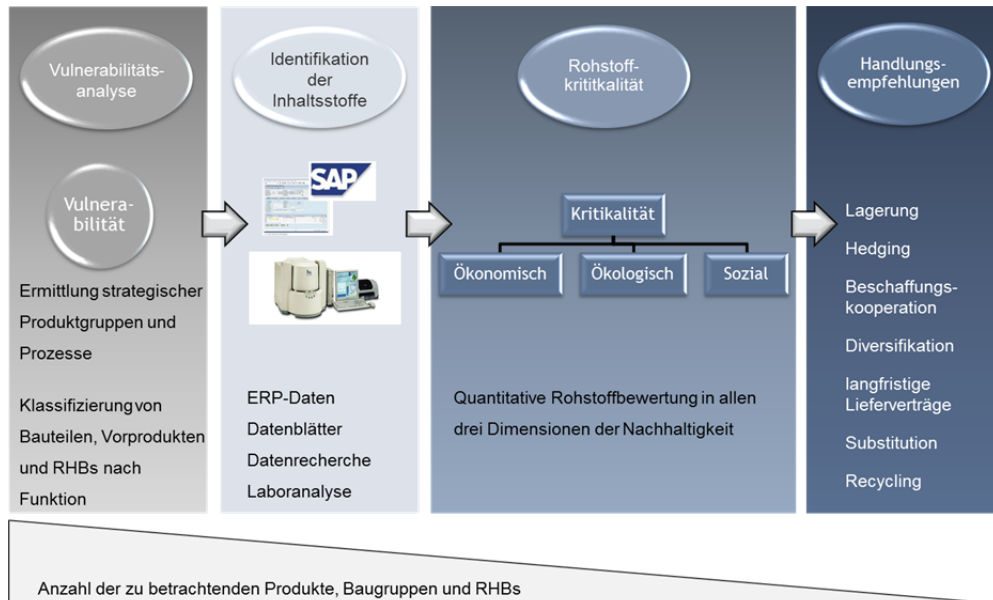 Vulnerabilitäts-
analyse
Vulnera-
bilität
Ermittlung strategischer
Produktgruppen und
Prozesse
Klassifizierung von
Bauteilen, Vorprodukten
und RHBs nach
Funktion
Identifikation
der
Inhaltsstoffe
SAP
ERP-Daten
Datenblätter
Datenrecherche
Laboranalyse
Rohstoff-
krititkalität
Kritikalität
Ökonomisch
Ökologisch
Sozial
Quantitative Rohstoffbewertung in allen
drei Dimensionen der Nachhaltigkeit
Handlungs-
empfehlungen
Lagerung
Hedging
Beschaffungs-
kooperation
Diversifikation
langfristige
Lieferverträge
Substitution
Recycling
Anzahl der zu betrachtenden Produkte, Baugruppen und RHBs